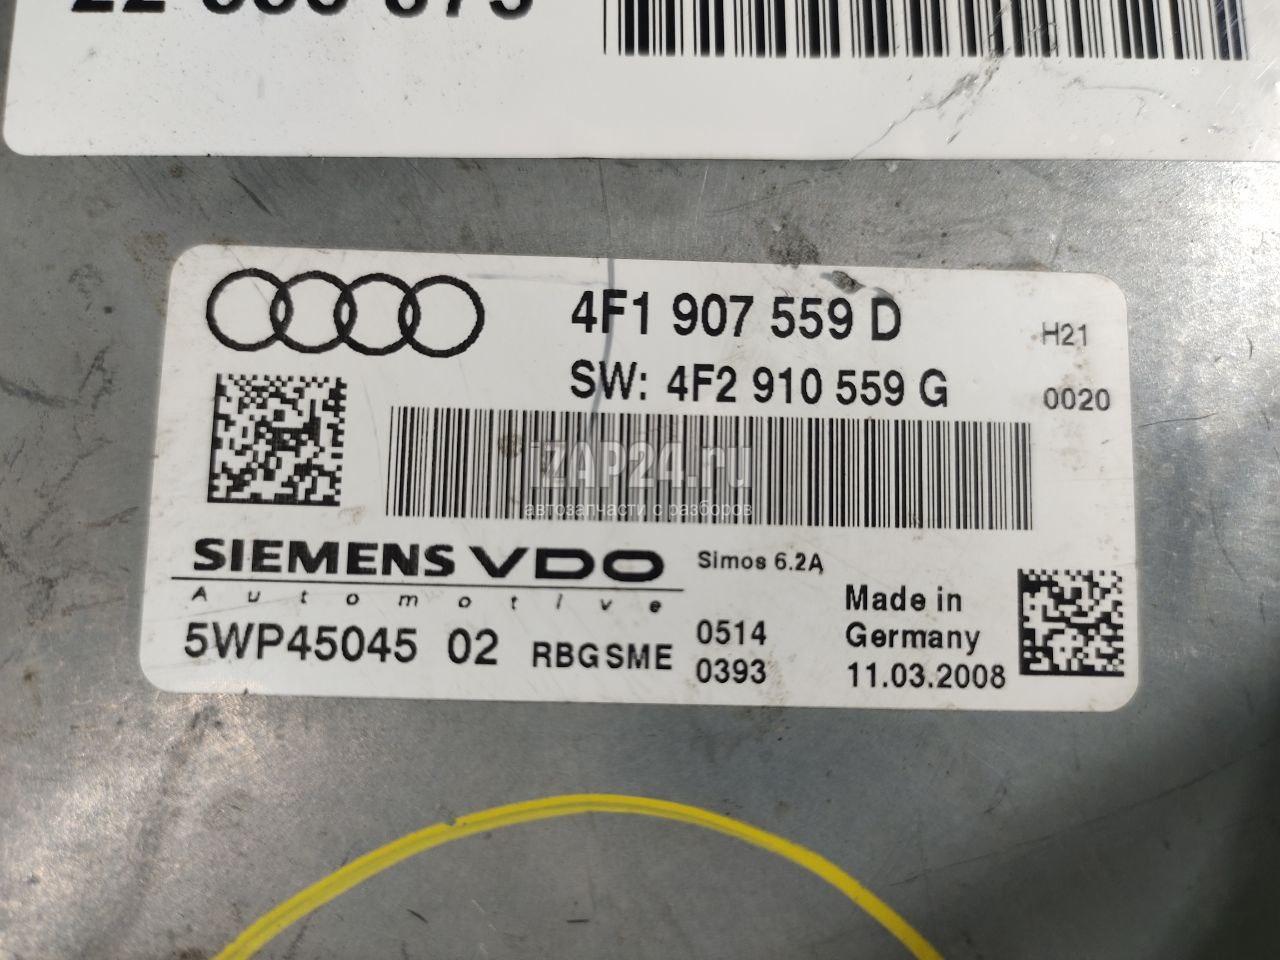 4F1 907 559 D
H21
SW: 4F2 910 559 G
0020
iZAP24.ru
автозапчасти с разборов
SIEMENS VDO
Automotive
Simos 6.2A
5WP45045 02 RBGSME
0514
0393
Made in
Germany
11.03.2008